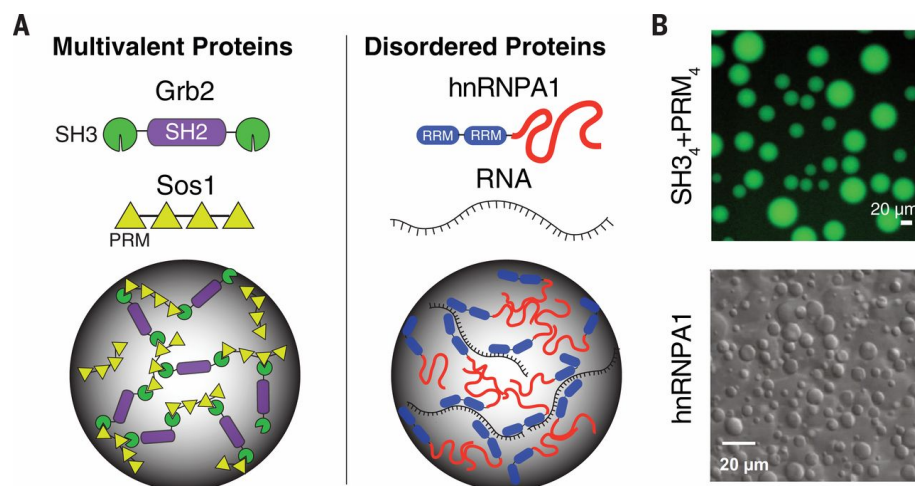 A
Multivalent Proteins
Grb2
SH3
SH2
Sos1
PRM
Disordered Proteins
hnRNPA1
RRM
RRM
RNA
B
SH3₄+PRM₄
20 µm
hnRNPA1
20 µm